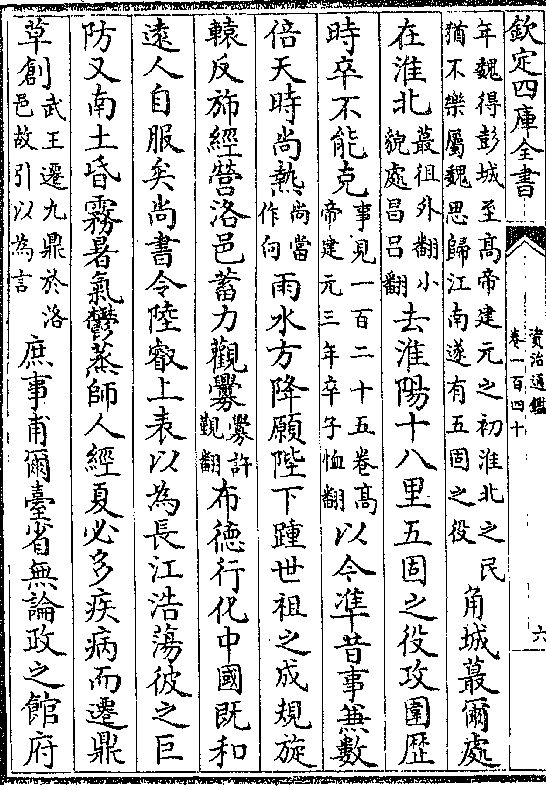 欽定四庫全書
資治通鑑
卷一百四十
六
年魏得彭城至高帝建元之初淮北之民
猶不樂屬魏思歸江南遂有五固之役
角城蕞爾處
在淮北
蕞徂外翻小
貌處昌吕翻
去淮陽十八里五固之役攻圍歴
時卒不能克
事見一百二十五卷高
帝建元三年卒子恤翻
以今準昔事兼數
倍天時尚熱
尚當
作向
雨水方降願陛下踵世祖之成規旋
轅反斾經營洛邑蓄力觀釁
釁許
覲翻
布徳行化中國既和
逺人自服矣尚書令陸叡上表以為長江浩蕩彼之巨
防又南土昏霧暑氣鬱蒸師人經夏必多疾病而遷鼎
草創
武王遷九鼎於洛
邑故引以為言
庶事甫爾臺省無論政之館府